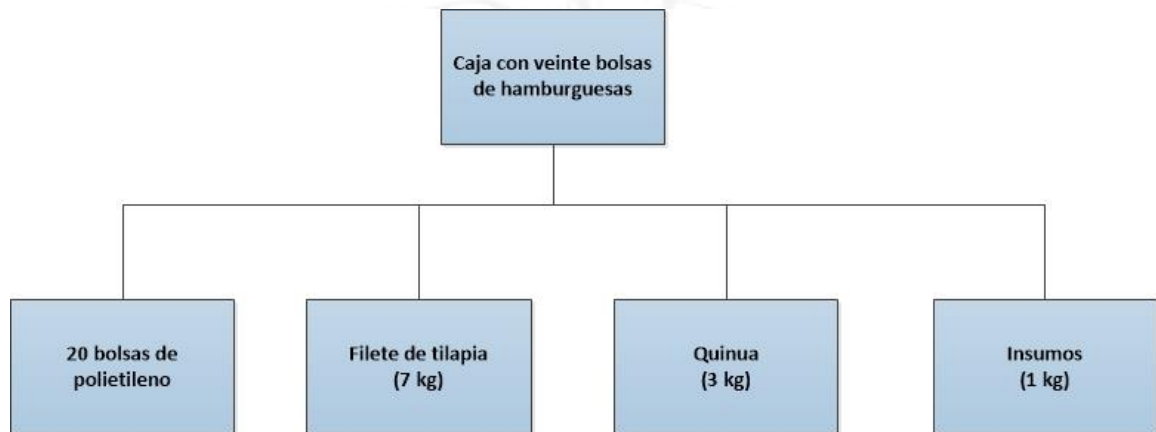 Caja con veinte bolsas
de hamburguesas
20 bolsas de
polietileno
Filete de tilapia
(7 kg)
Quinua
(3 kg)
Insumos
(1 kg)